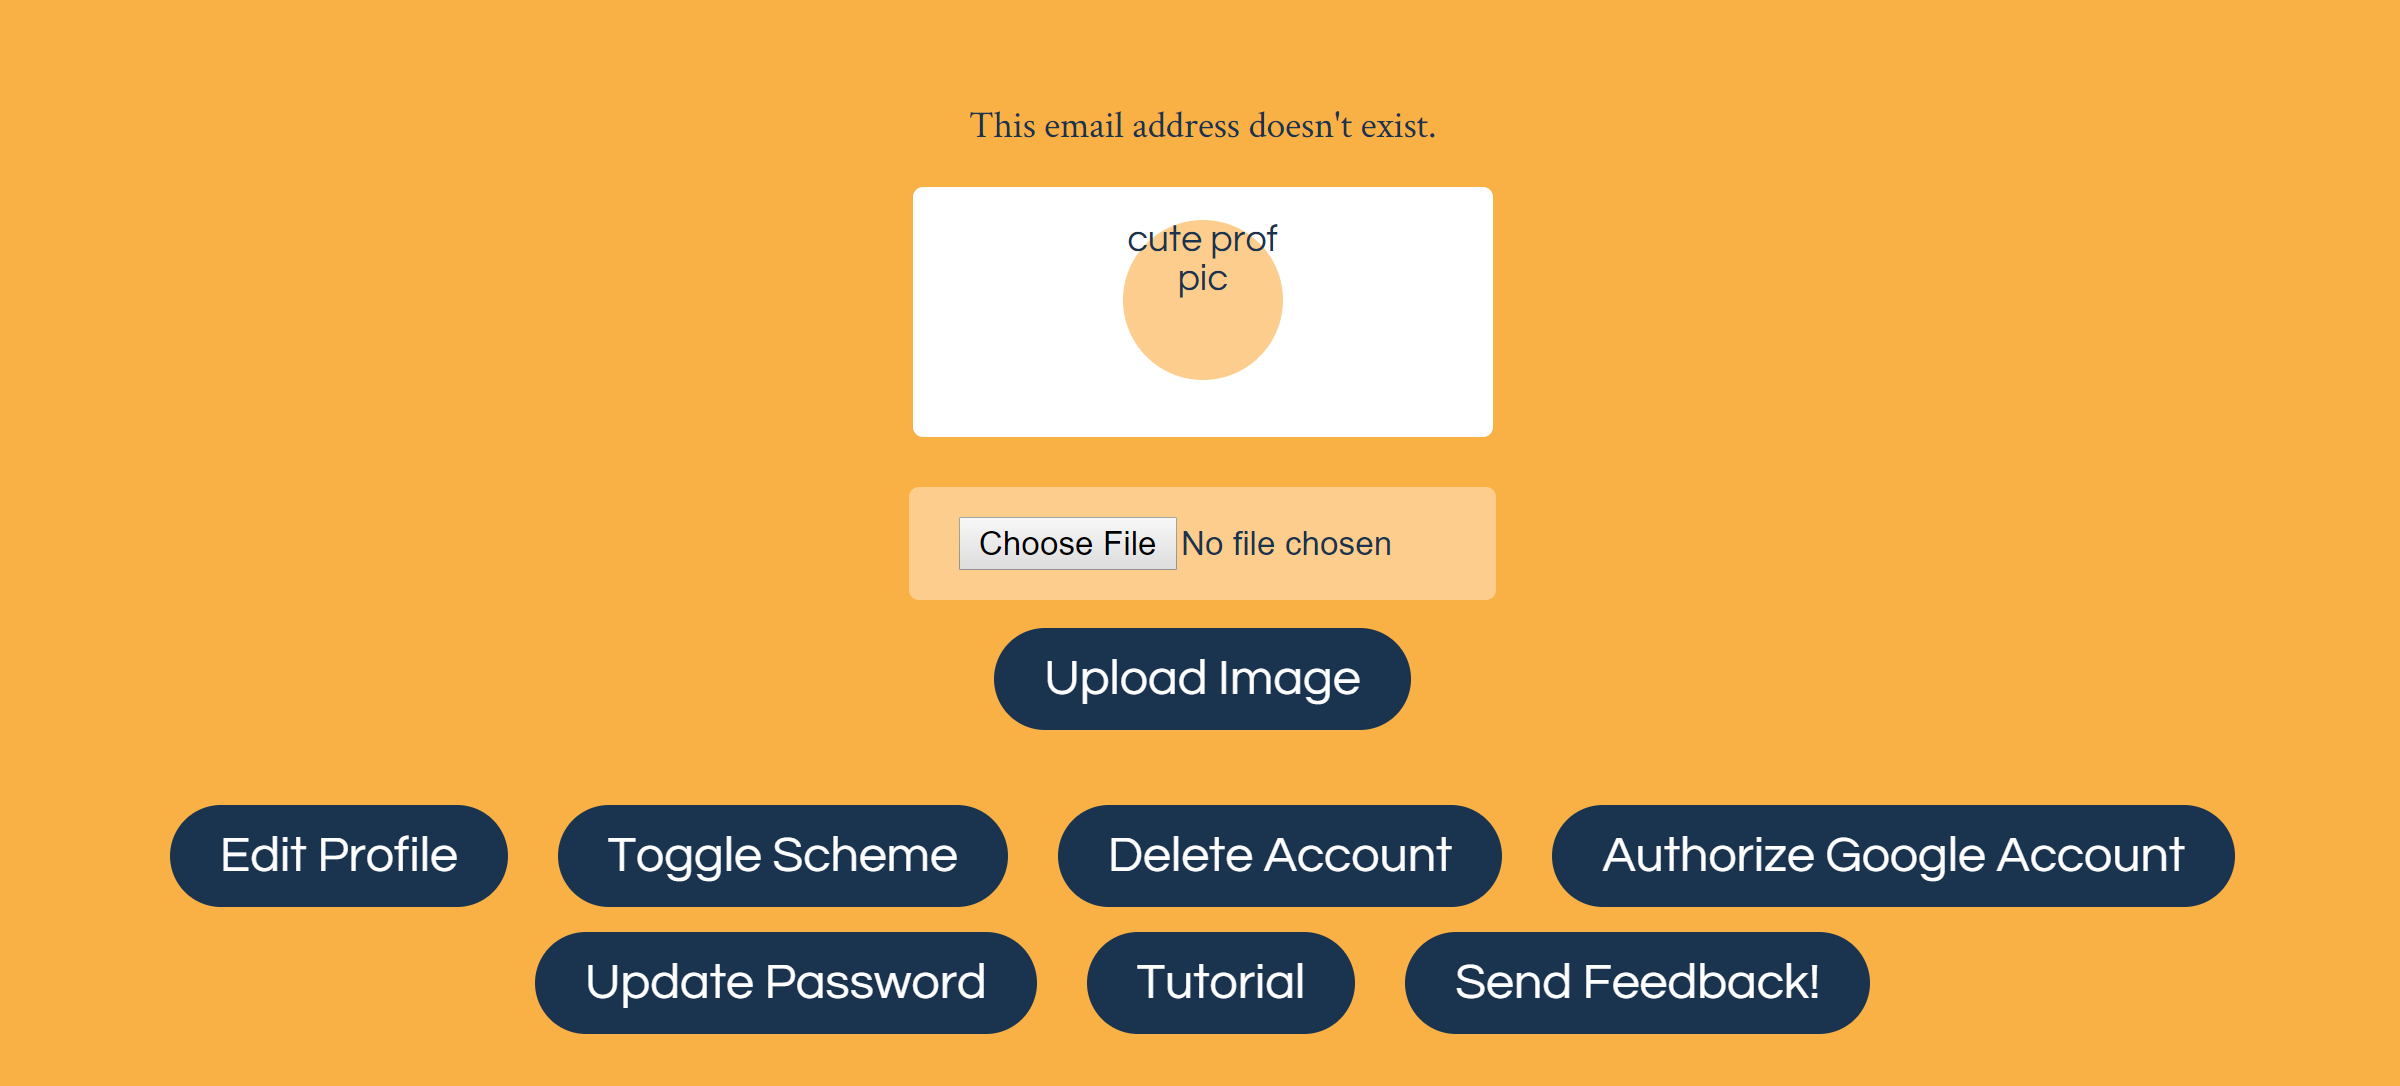 This email address doesn't exist.
cute prof
pic
Choose File No file chosen
Upload Image
Edit Profile Toggle Scheme Delete Account Authorize Google Account
Update Password Tutorial Send Feedback!